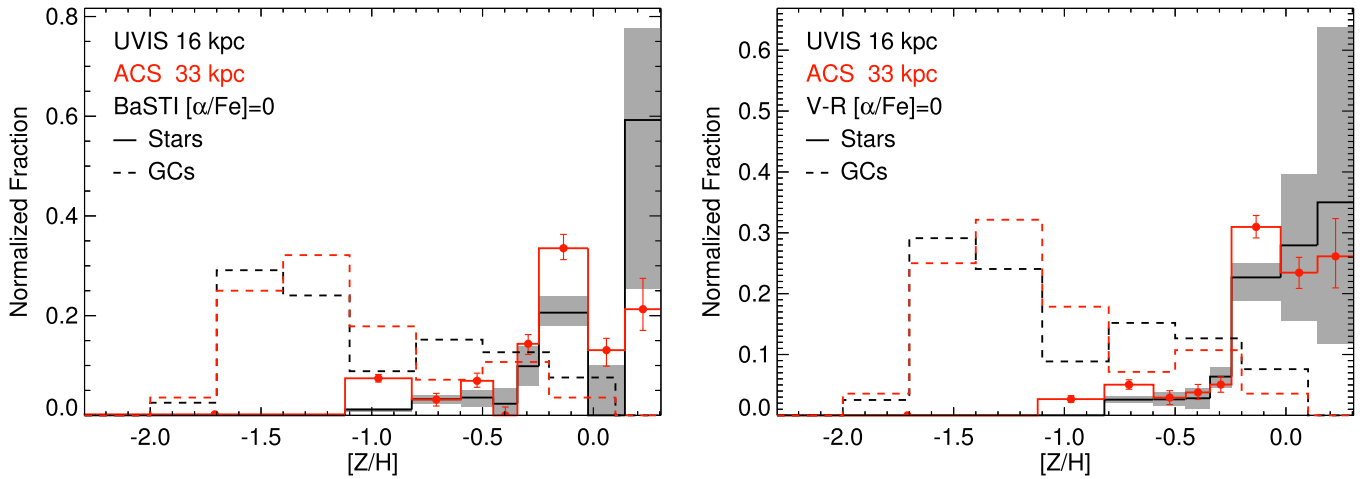 0.8
0.6
0.4
0.2
0.0
Normalized Fraction
UVIS 16 kpc
ACS 33 kpc
BaSTI [α/Fe]=0
Stars
GCs
-2.0 -1.5 -1.0 -0.5 0.0
[Z/H]
0.6
0.5
0.4
0.3
0.2
0.1
0.0
Normalized Fraction
UVIS 16 kpc
ACS 33 kpc
V-R [α/Fe]=0
Stars
GCs
-2.0 -1.5 -1.0 -0.5 0.0
[Z/H]